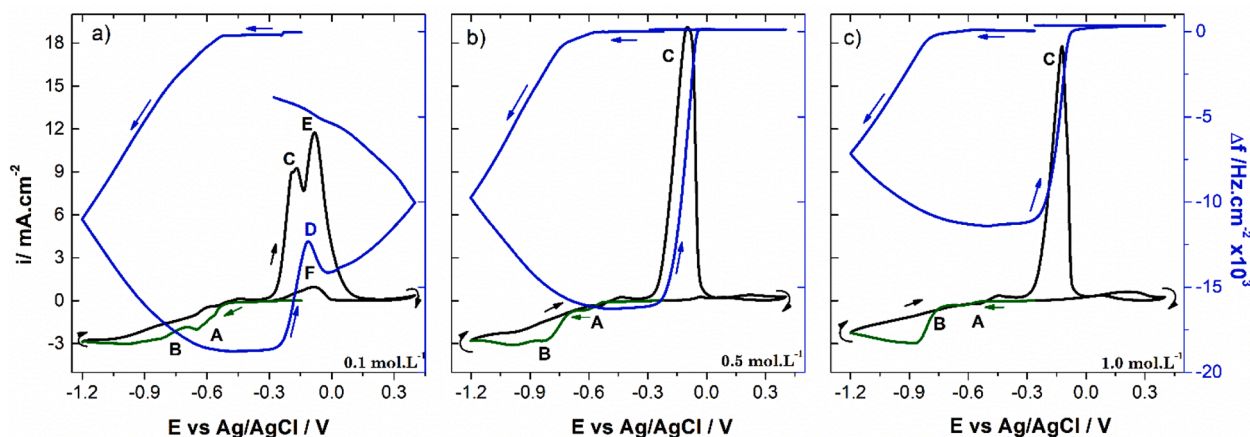 a)
b)
c)
18
15
12
9
6
3
0
-3
i/ mA.cm-2
C
E
D
F
A
B
0.1 mol.L-1
C
A
B
0.5 mol.L-1
C
B
A
1.0 mol.L-1
0
-5
-10
-15
-20
Δf /Hz.cm-2 x103
-1.2 -0.9 -0.6 -0.3 0.0 0.3
-1.2 -0.9 -0.6 -0.3 0.0 0.3
-1.2 -0.9 -0.6 -0.3 0.0 0.3
E vs Ag/AgCl / V
E vs Ag/AgCl / V
E vs Ag/AgCl / V